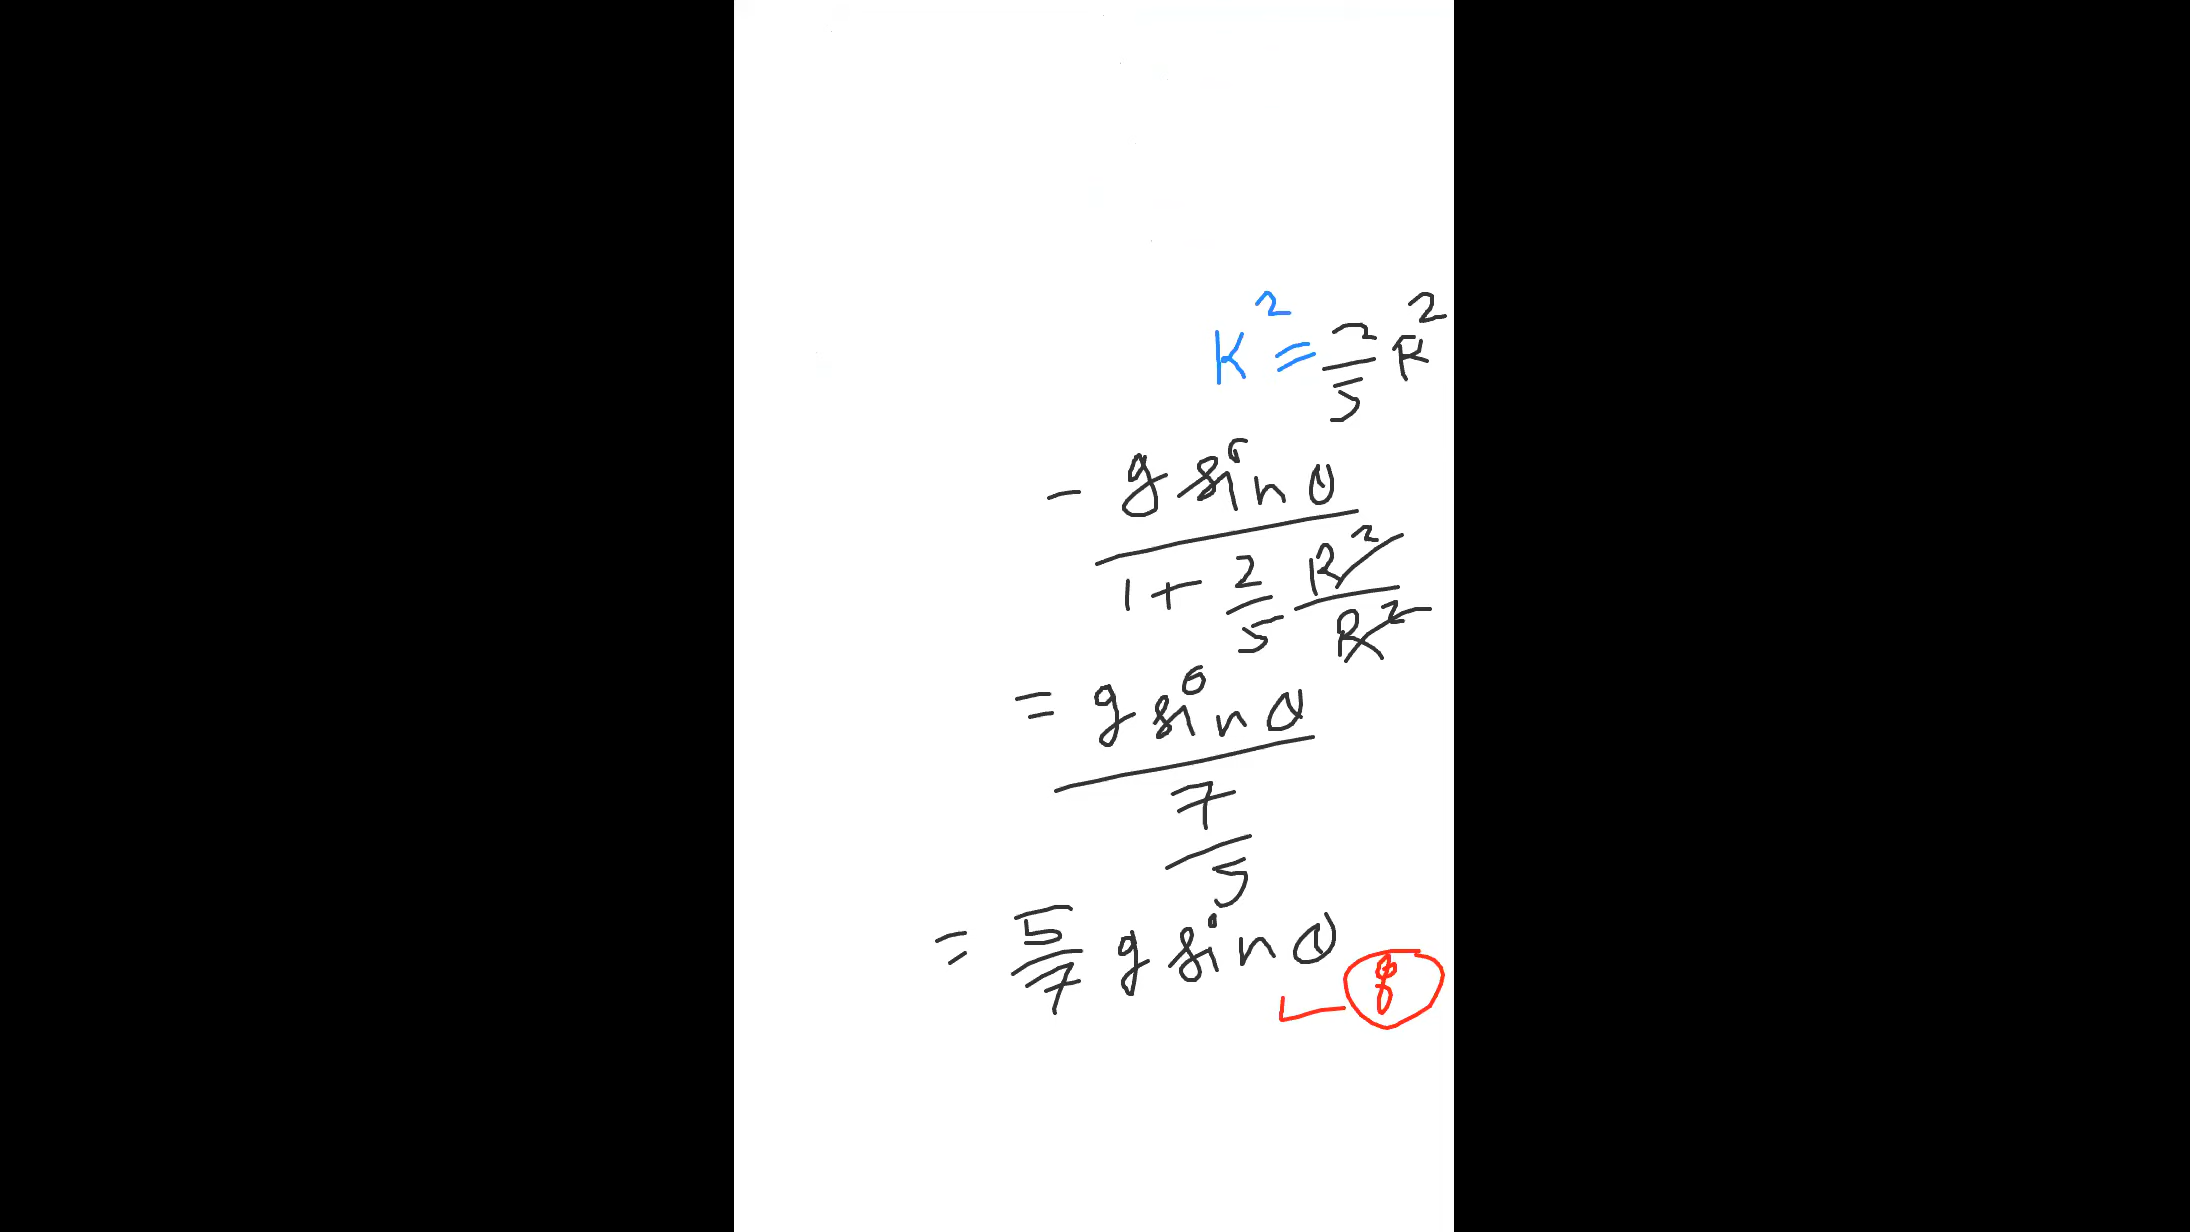 K² = 2/5 R²
- g sin θ / 1 + 2/5 R²/R²
= g sin θ / 7/5
= 5/7 g sin θ